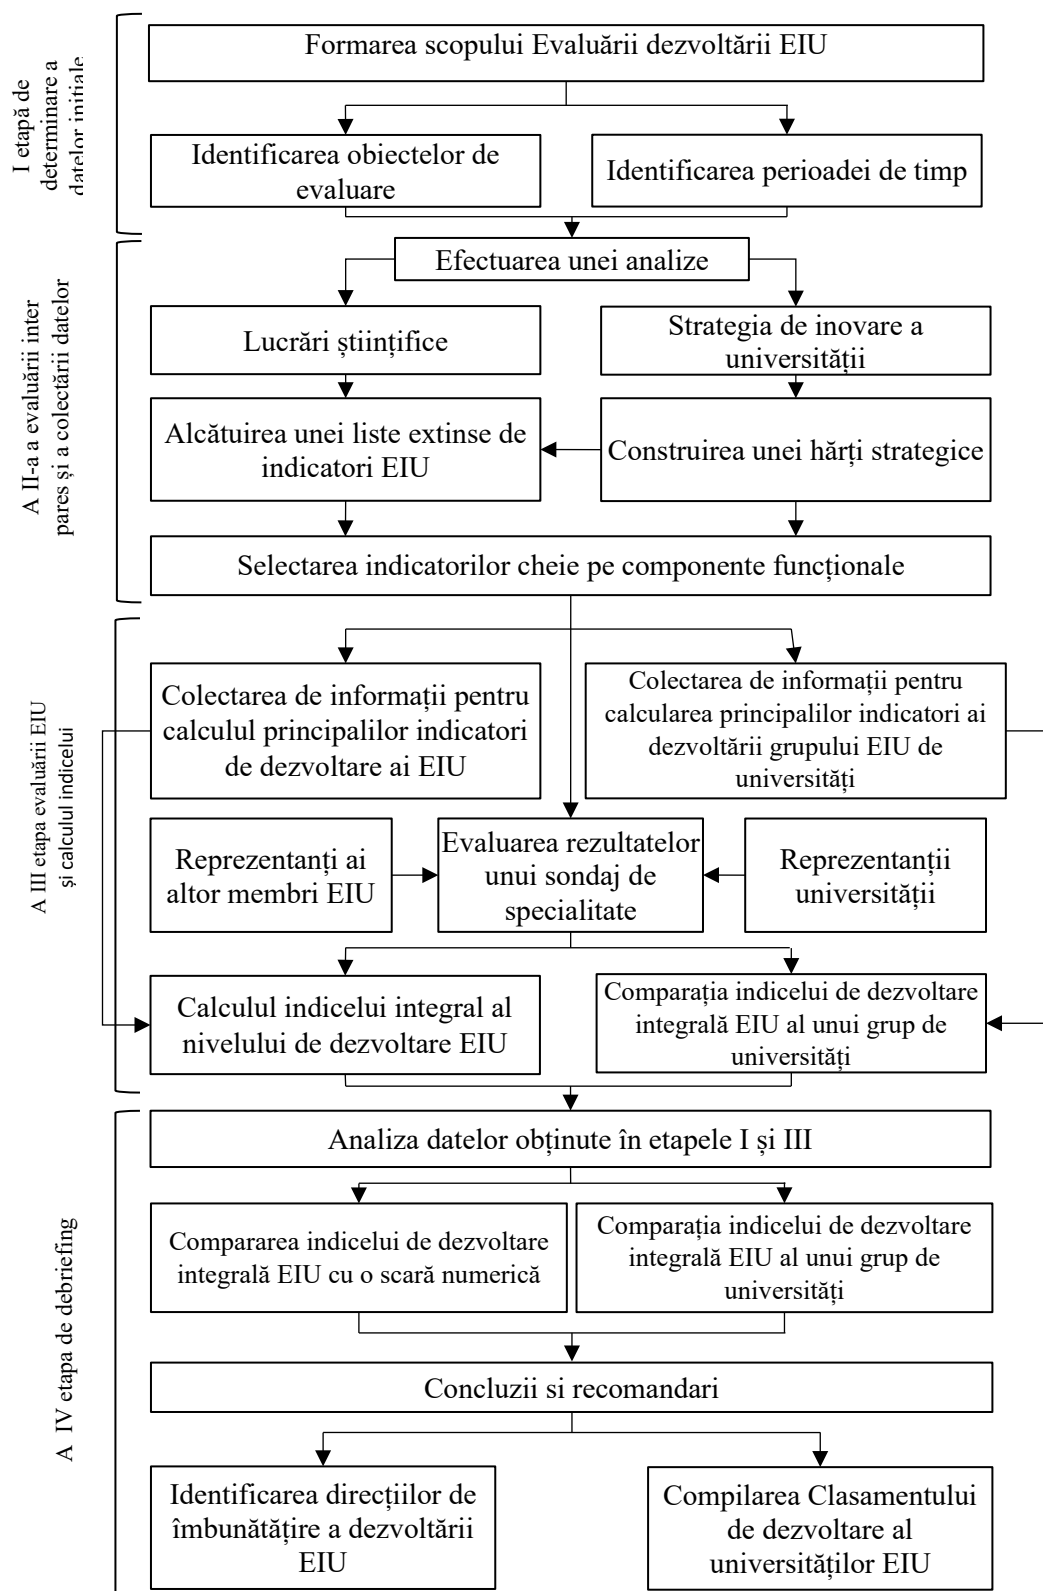 I etapă de
determinare a
datelor inițiale
Formarea scopului Evaluării dezvoltării EIU
Identificarea obiectelor de
evaluare
Identificarea perioadei de timp
A II-a a evaluării inter
pares și a colectării datelor
Efectuarea unei analize
Lucrări științifice
Strategia de inovare a
universității
Alcătuirea unei liste extinse de
indicatori EIU
Construirea unei hărți strategice
Selectarea indicatorilor cheie pe componente funcționale
A III etapa evaluării EIU
și calculul indicelui
Colectarea de informații pentru
calculul principalilor indicatori
de dezvoltare ai EIU
Colectarea de informații pentru
calcularea principalilor indicatori ai
dezvoltării grupului EIU de
universități
Reprezentanți ai
altor membri EIU
Evaluarea rezultatelor
unui sondaj de
specialitate
Reprezentanții
universității
Calculul indicelui integral al
nivelului de dezvoltare EIU
Comparația indicelui de dezvoltare
integrală EIU al unui grup de
universități
A IV etapa de debriefing
Analiza datelor obținute în etapele I și III
Compararea indicelui de dezvoltare
integrală EIU cu o scară numerică
Comparația indicelui de dezvoltare
integrală EIU al unui grup de
universități
Concluzii si recomandari
Identificarea direcțiilor de
îmbunătățire a dezvoltării
EIU
Compilarea Clasamentului
de dezvoltare al
universităților EIU